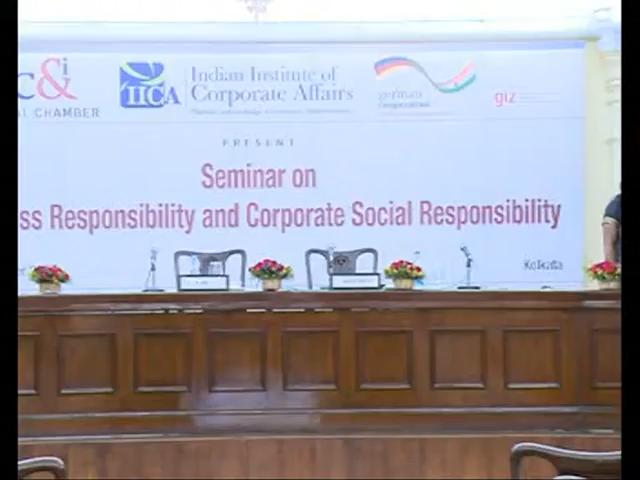 c&i
L CHAMBER
IICA
Indian Institute of
Corporate Affairs
german
cooperation
giz
PRESENT
Seminar on
ss Responsibility and Corporate Social Responsibility
Kolkata